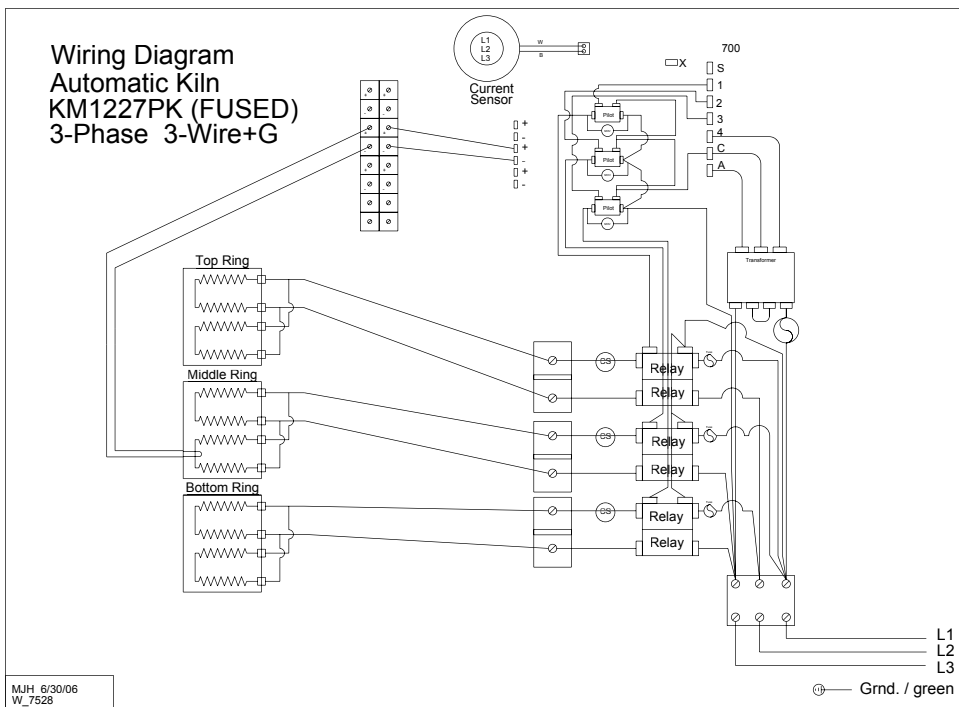 Wiring Diagram
Automatic Kiln
KM1227PK (FUSED)
3-Phase 3-Wire+G
L1
L2
L3
W
B
Current
Sensor
700
X
S
1
2
3
4
C
A
+
-
+
-
+
-
+
+
-
-
+
+
-
-
+
+
-
-
Pilot
Pilot
Pilot
Transformer
Top Ring
Middle Ring
Bottom Ring
CS
CS
CS
Relay
Relay
Relay
Relay
Relay
Relay
L1
L2
L3
Grnd. / green
MJH 6/30/06
W_7528